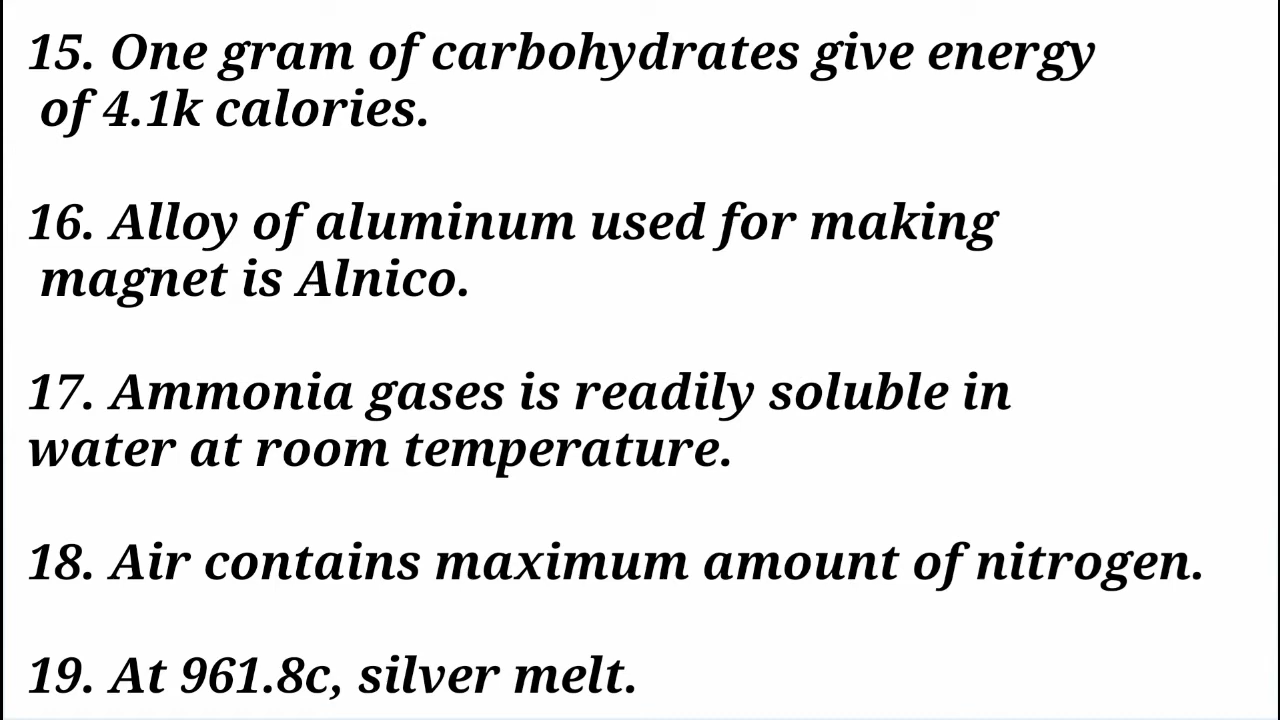 15. One gram of carbohydrates give energy
of 4.1k calories.
16. Alloy of aluminum used for making
magnet is Alnico.
17. Ammonia gases is readily soluble in
water at room temperature.
18. Air contains maximum amount of nitrogen.
19. At 961.8c, silver melt.